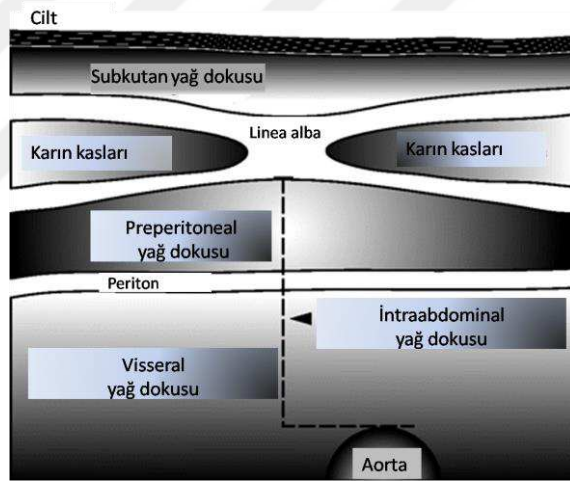 Cilt
Subkutan yağ dokusu
Linea alba
Karın kasları
Karın kasları
Preperitoneal
yağ dokusu
Periton
İntraabdominal
yağ dokusu
Visseral
yağ dokusu
Aorta